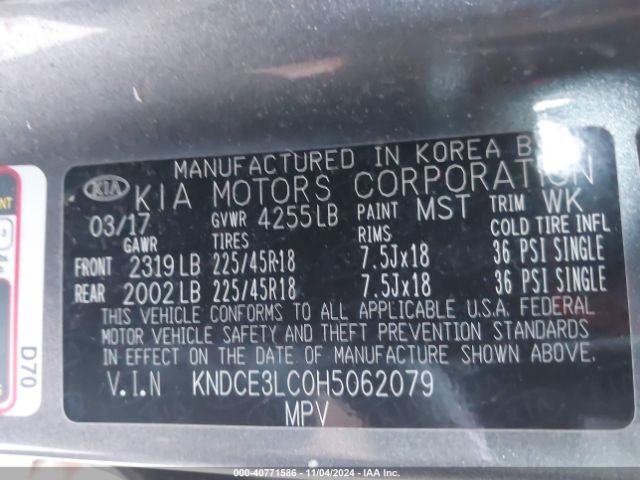 MANUFACTURED IN KOREA B
KIA KIA MOTORS CORPORATION
03/17 GVWR 4255LB PAINT MST TRIM WK
GAWR TIRES RIMS COLD TIRE INFL
FRONT 2319LB 225/45R18 7.5Jx18 36 PSI SINGLE
REAR 2002LB 225/45R18 7.5Jx18 36 PSI SINGLE
THIS VEHICLE CONFORMS TO ALL APPLICABLE U.S.A. FEDERAL
MOTOR VEHICLE SAFETY AND THEFT PREVENTION STANDARDS
IN EFFECT ON THE DATE OF MANUFACTURE SHOWN ABOVE.
V.I.N KNDCE3LC0H5062079
MPV
D70
000-40771586 - 11/04/2024 - IAA Inc.